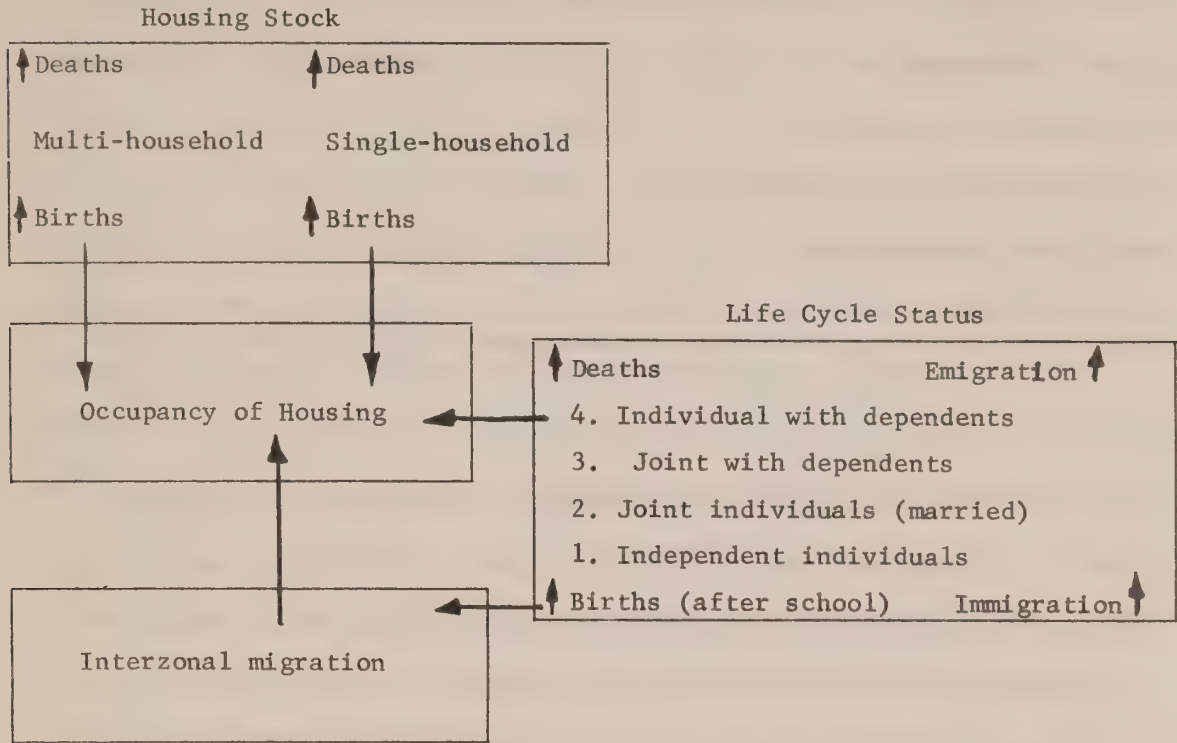 Housing Stock
Deaths Deaths
Multi-household Single-household
Births Births
Occupancy of Housing
Life Cycle Status
Deaths Emigration
4. Individual with dependents
3. Joint with dependents
2. Joint individuals (married)
1. Independent individuals
Births (after school) Immigration
Interzonal migration